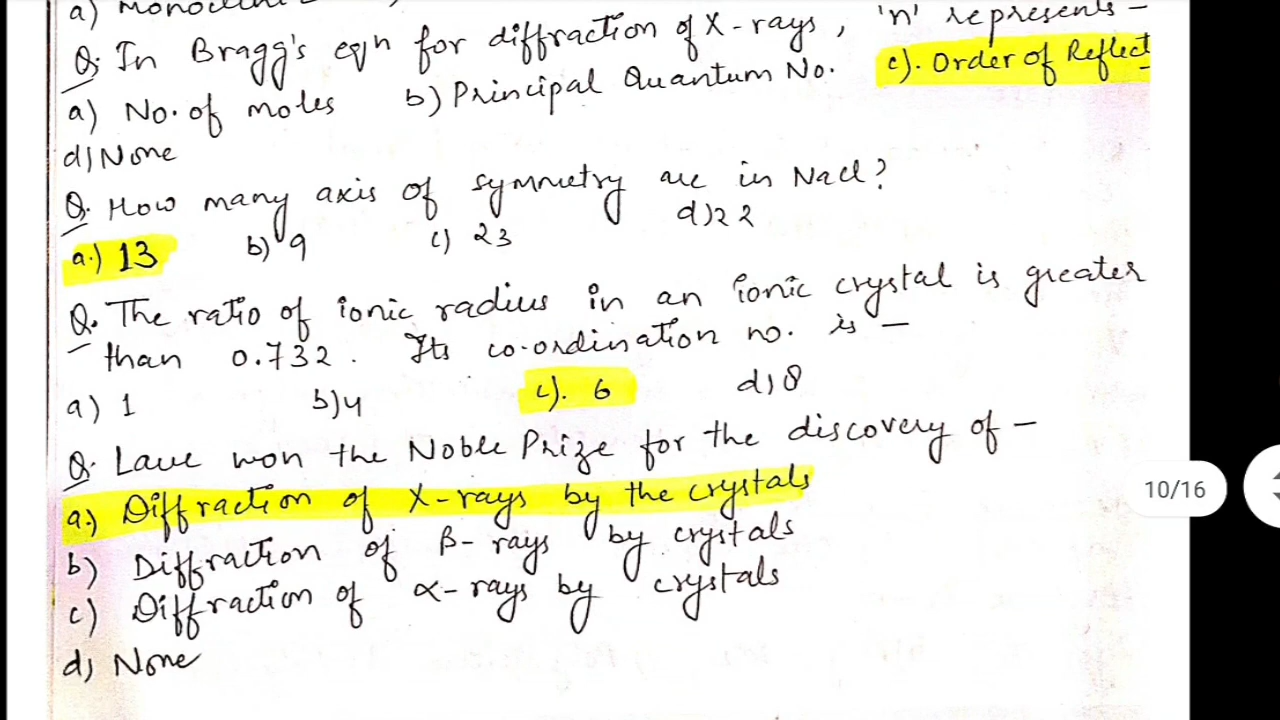 a) Monoclini
Q: In Bragg's eqⁿ for diffraction of X-rays, 'n' represents -
a) No. of moles b) Principal Quantum No. c). Order of Reflect
d) None
Q. How many axis of symmetry are in Nacl?
a.) 13 b) 9 c) 23 d) 22
Q. The ratio of ionic radius in an ionic crystal is greater
than 0.732. Its co-ordination no. is -
a) 1 b) 4 c). 6 d) 8
Q. Laue won the Noble Prize for the discovery of -
a.) Diffraction of X-rays by the crystals
10/16
b) Diffraction of β-rays by crystals
c) Diffraction of α-rays by crystals
d) None